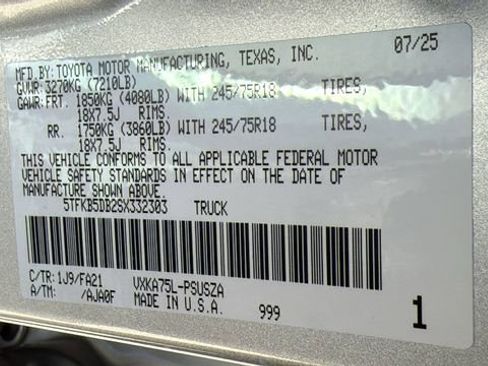 MFD.BY:TOYOTA MOTOR MANUFACTURING, TEXAS, INC. 07/25
GVWR:3270KG (7210LB)
GAWR:FRT. 1850KG (4080LB) WITH 245/75R18 TIRES,
18X7.5J RIMS.
RR. 1750KG (3860LB) WITH 245/75R18 TIRES,
18X7.5J RIMS.
THIS VEHICLE CONFORMS TO ALL APPLICABLE FEDERAL MOTOR
VEHICLE SAFETY STANDARDS IN EFFECT ON THE DATE OF
MANUFACTURE SHOWN ABOVE.
5TFKB5DB2SX332303 TRUCK
C/TR:1J9/FA21 VXKA75L-PSUSZA
A/TM: /AJA0F MADE IN U.S.A. 999 1